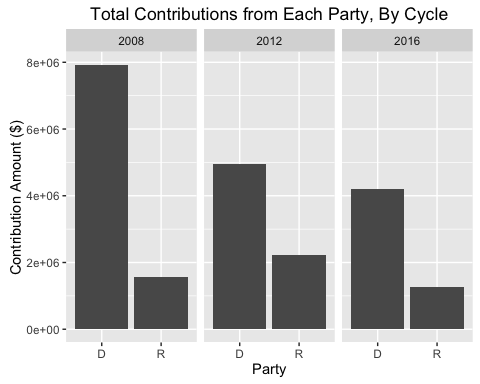 Total Contributions from Each Party, By Cycle
2008 2012 2016
8e+06
6e+06
4e+06
2e+06
0e+00
Contribution Amount ($)
D R D R D R
Party